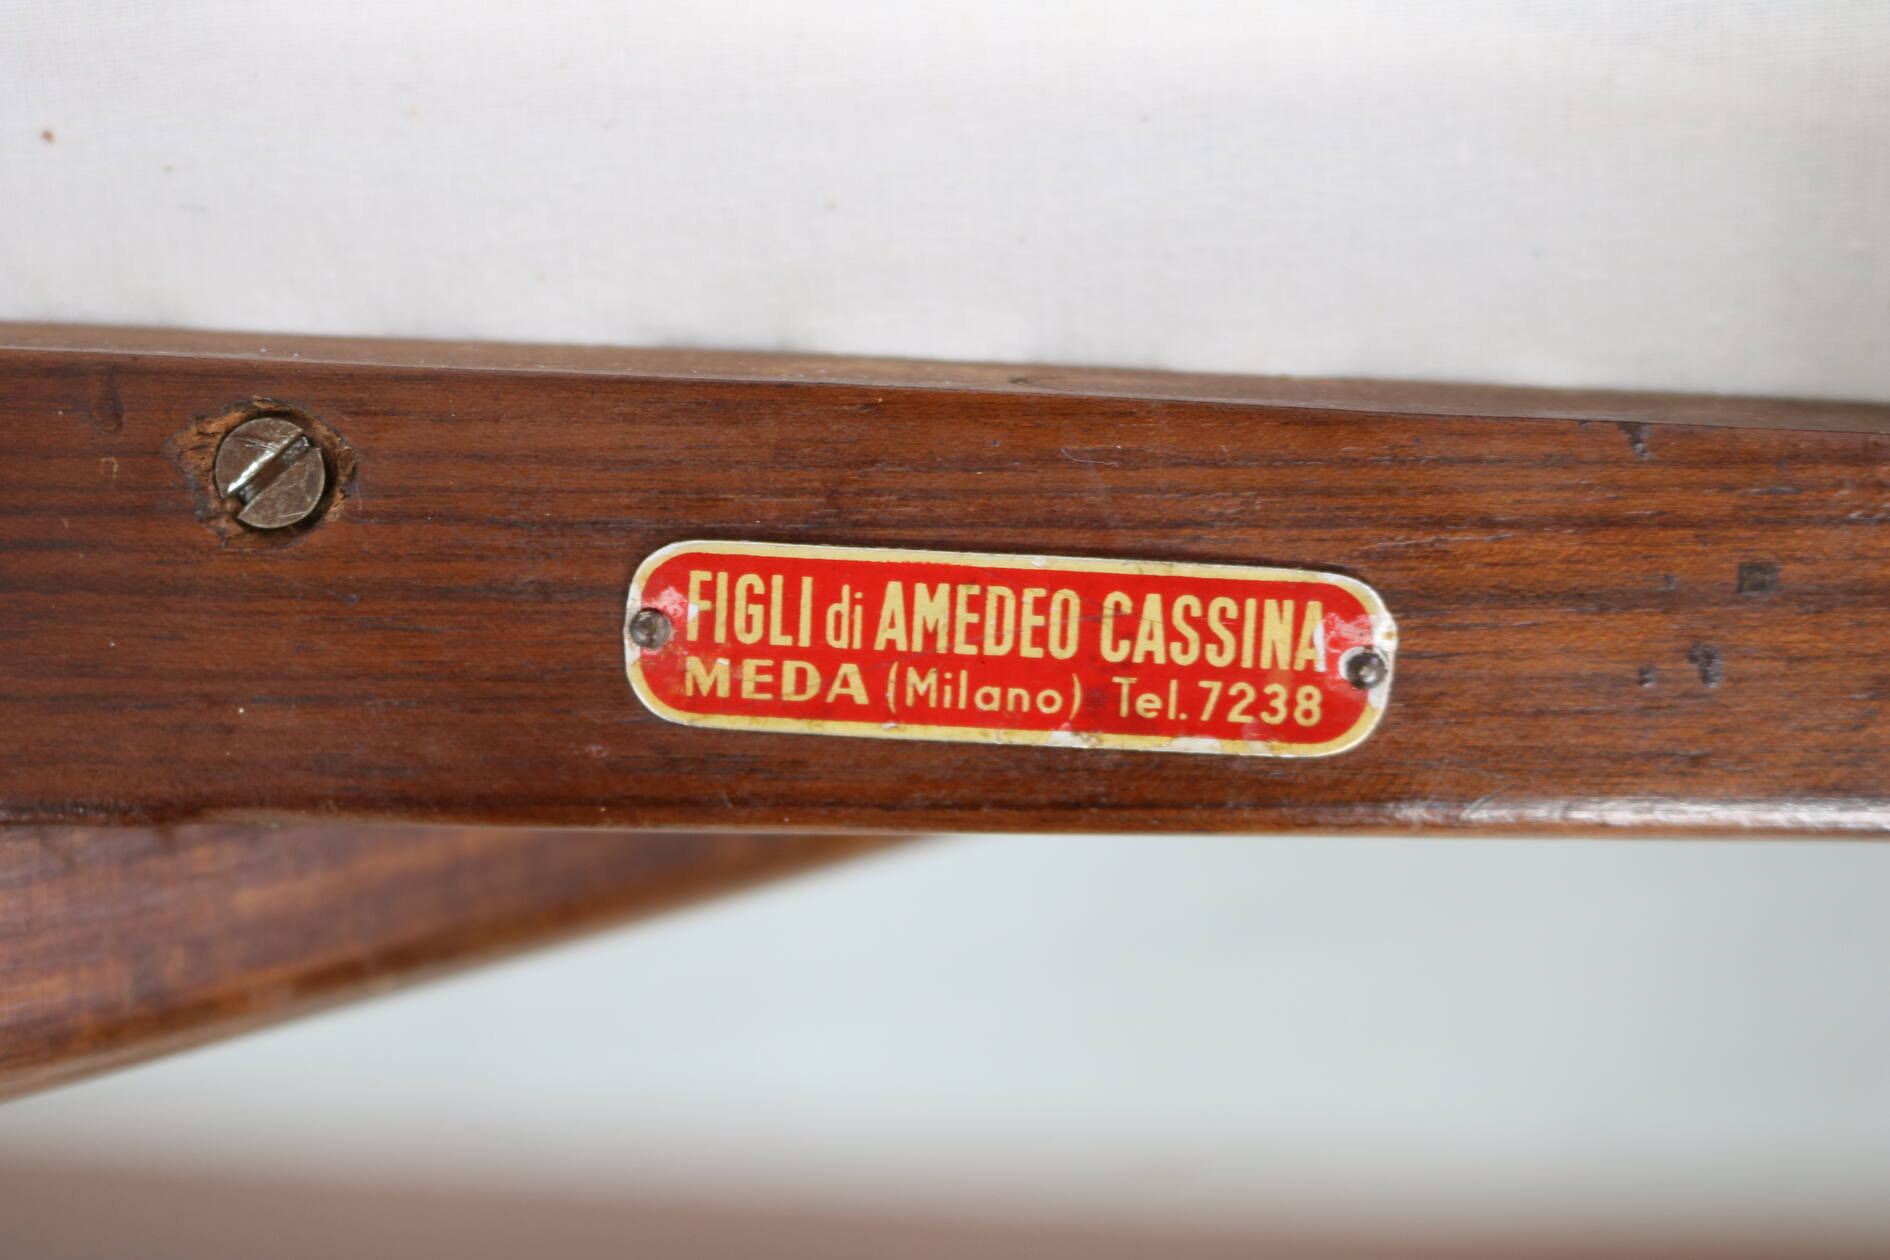 FIGLI di AMEDEO CASSINA
MEDA (Milano) Tel. 7238